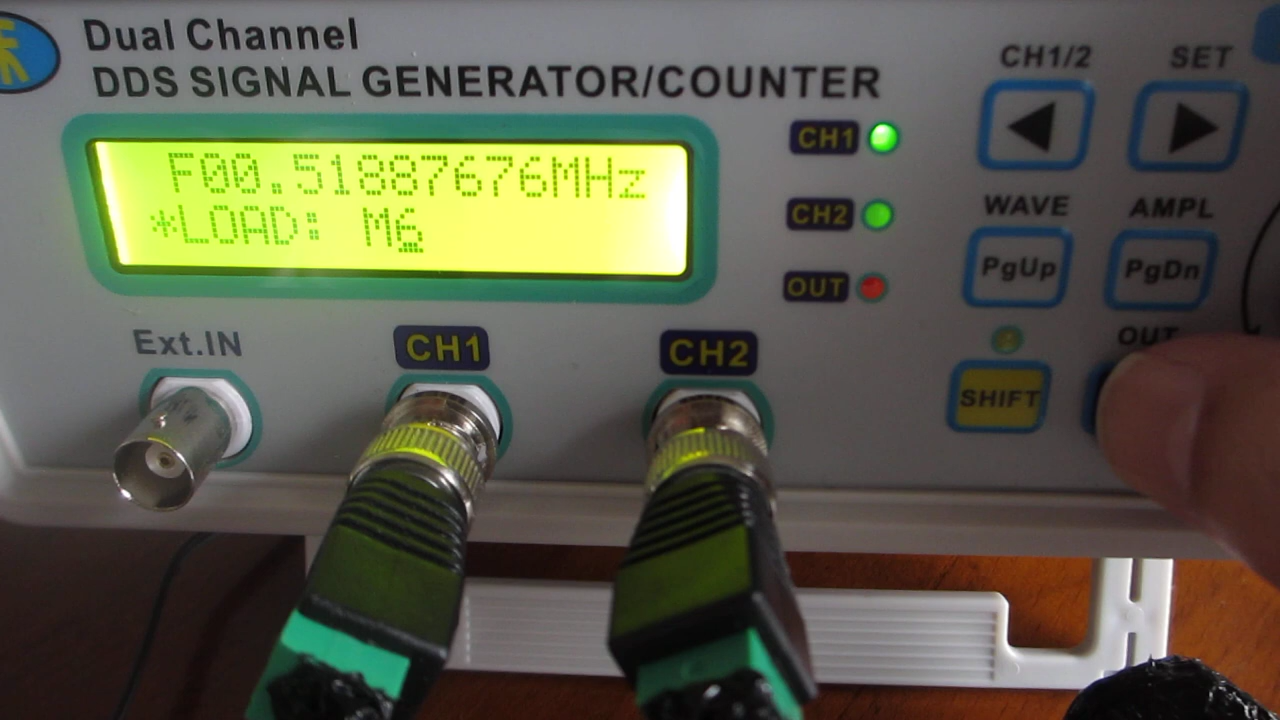 Dual Channel
DDS SIGNAL GENERATOR/COUNTER
F00.51887676MHz
*LOAD: M6
CH1
CH2
OUT
CH1/2
SET
WAVE
AMPL
PgUp
PgDn
OUT
SHIFT
Ext.IN
CH1
CH2